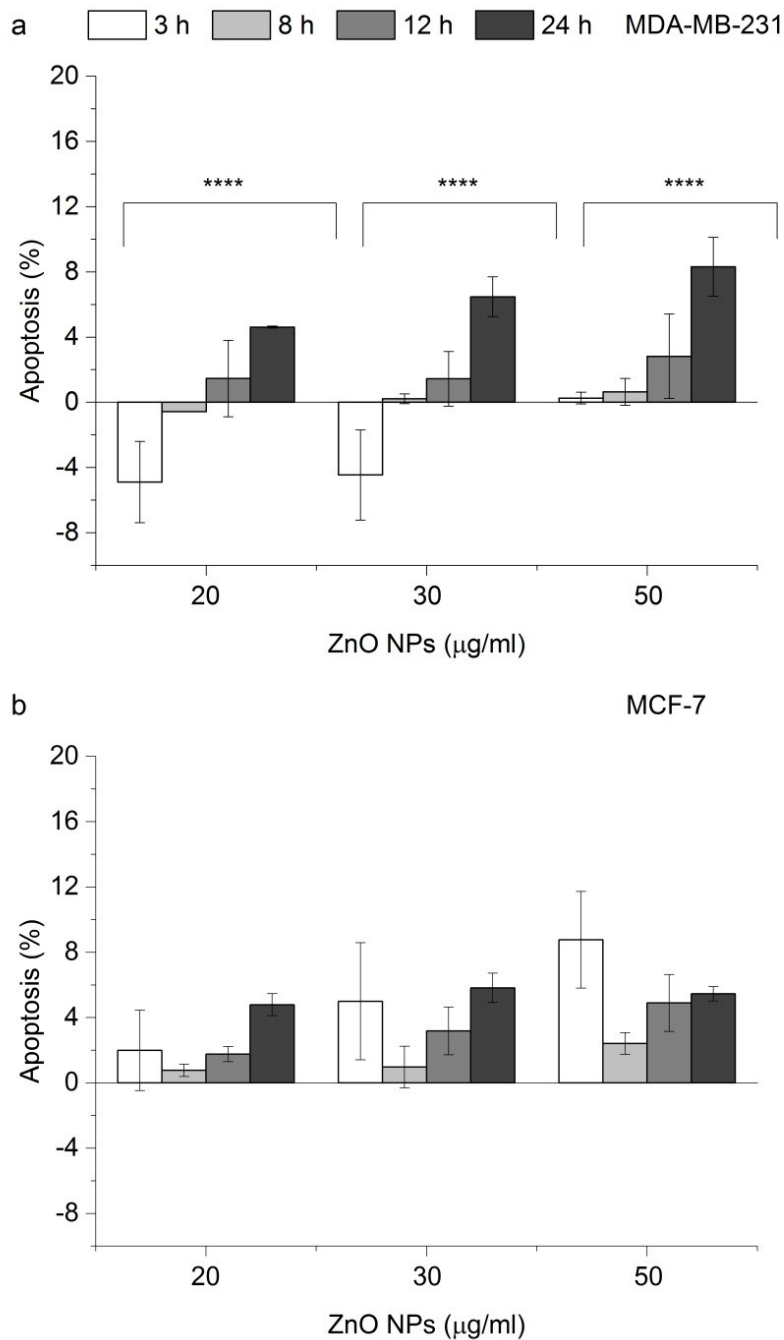 a 3 h 8 h 12 h 24 h MDA-MB-231
20
16
12
8
4
0
-4
-8
Apoptosis (%)
**** **** ****
20 30 50
ZnO NPs (μg/ml)
b MCF-7
20
16
12
8
4
0
-4
-8
Apoptosis (%)
20 30 50
ZnO NPs (μg/ml)